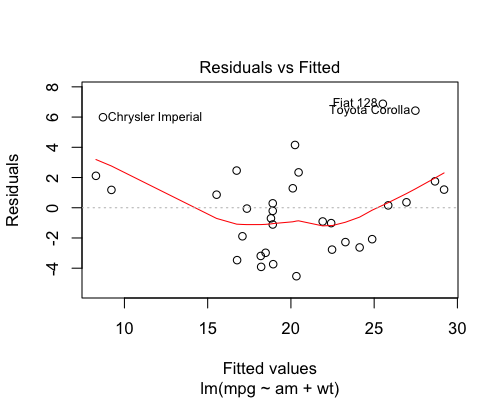 Residuals vs Fitted
Residuals
8
6
4
2
0
-2
-4
Fiat 128
Toyota Corolla
Chrysler Imperial
10
15
20
25
30
Fitted values
lm(mpg ~ am + wt)